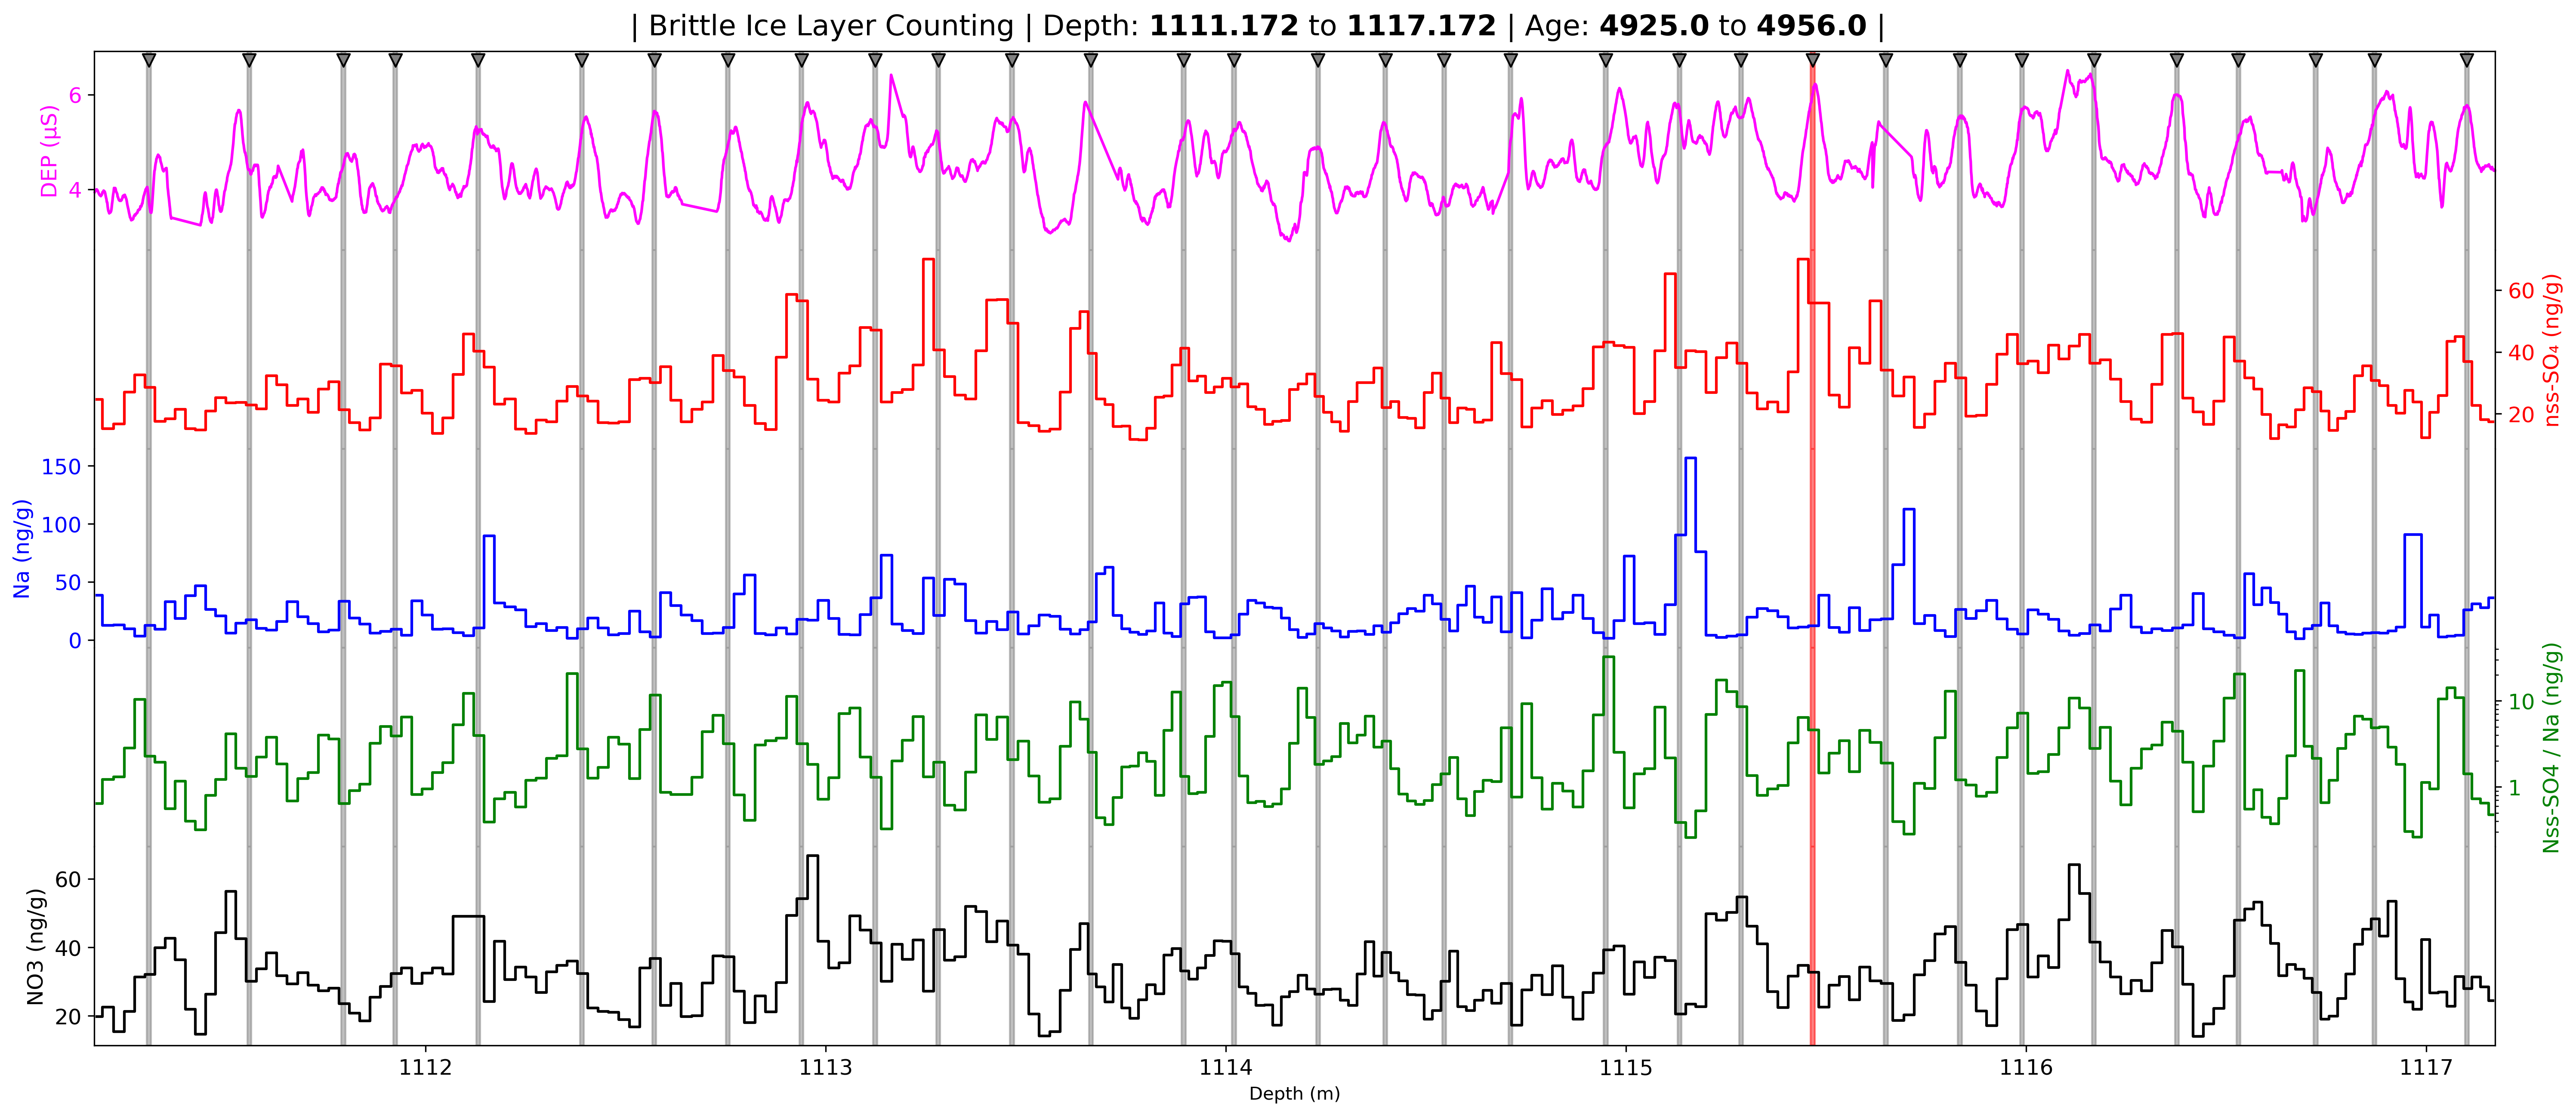 | Brittle Ice Layer Counting | Depth: 1111.172 to 1117.172 | Age: 4925.0 to 4956.0 |
DEP (µS)
6
4
nss-SO₄ (ng/g)
60
40
20
Na (ng/g)
150
100
50
0
Nss-SO4 / Na (ng/g)
10
1
NO3 (ng/g)
60
40
20
1112
1113
1114
1115
1116
1117
Depth (m)